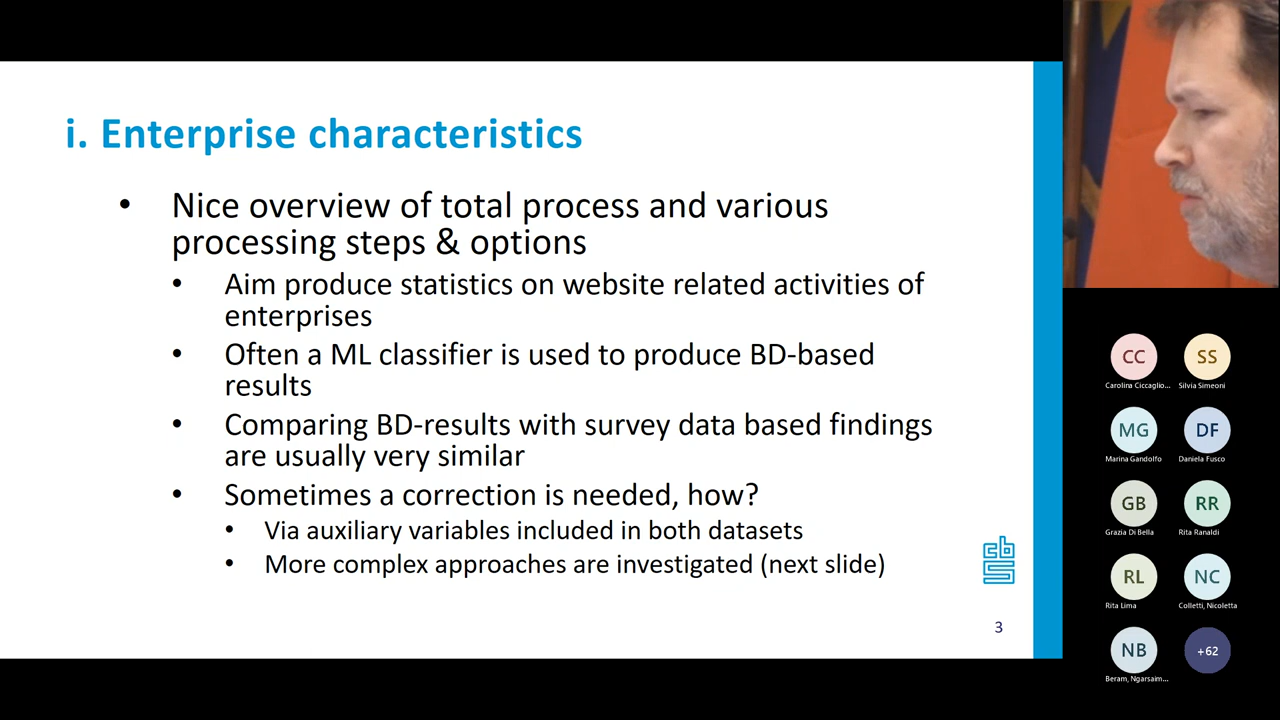 i. Enterprise characteristics
• Nice overview of total process and various
processing steps & options
• Aim produce statistics on website related activities of
enterprises
• Often a ML classifier is used to produce BD-based
results
• Comparing BD-results with survey data based findings
are usually very similar
• Sometimes a correction is needed, how?
• Via auxiliary variables included in both datasets
• More complex approaches are investigated (next slide)
cbs
3
CC SS
Carolina Ciccaglio... Silvia Simeoni
MG DF
Marina Gandolfo Daniela Fusco
GB RR
Grazia Di Bella Rita Ranaldi
RL NC
Rita Lima Colletti, Nicoletta
NB +62
Beram, Ngarsaim...